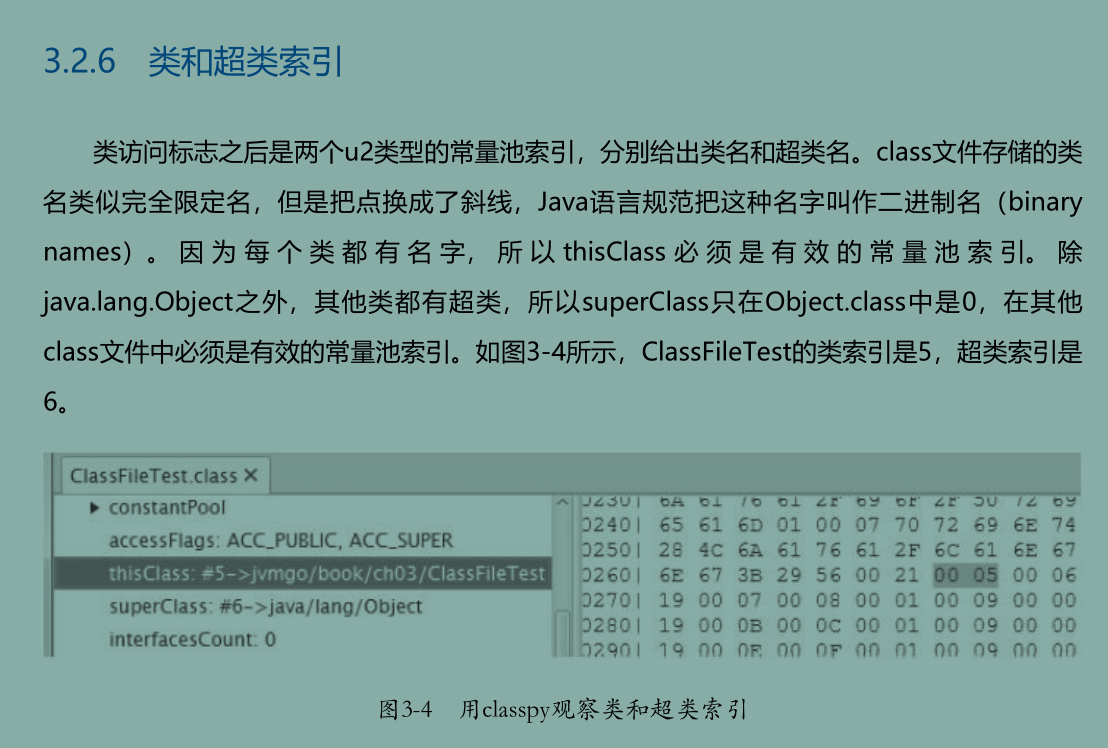 3.2.6 类和超类索引
类访问标志之后是两个u2类型的常量池索引，分别给出类名和超类名。class文件存储的类
名类似完全限定名，但是把点换成了斜线，Java语言规范把这种名字叫作二进制名（binary
names）。因为每个类都有名字，所以thisClass必须是有效的常量池索引。除
java.lang.Object之外，其他类都有超类，所以superClass只在Object.class中是0，在其他
class文件中必须是有效的常量池索引。如图3-4所示，ClassFileTest的类索引是5，超类索引是
6。
ClassFileTest.class ×
constantPool
accessFlags: ACC_PUBLIC, ACC_SUPER
thisClass: #5->jvmgo/book/ch03/ClassFileTest
superClass: #6->java/lang/Object
interfacesCount: 0
0230| 6A 61 76 61 2F 69 6F 2F 50 72 69
0240| 65 61 6D 01 00 07 70 72 69 6E 74
0250| 28 4C 6A 61 76 61 2F 6C 61 6E 67
0260| 6E 67 3B 29 56 00 21 00 05 00 06
0270| 19 00 07 00 08 00 01 00 09 00 00
0280| 19 00 0B 00 0C 00 01 00 09 00 00
0290| 19 00 0E 00 0F 00 01 00 09 00 00
图3-4 用classpy观察类和超类索引